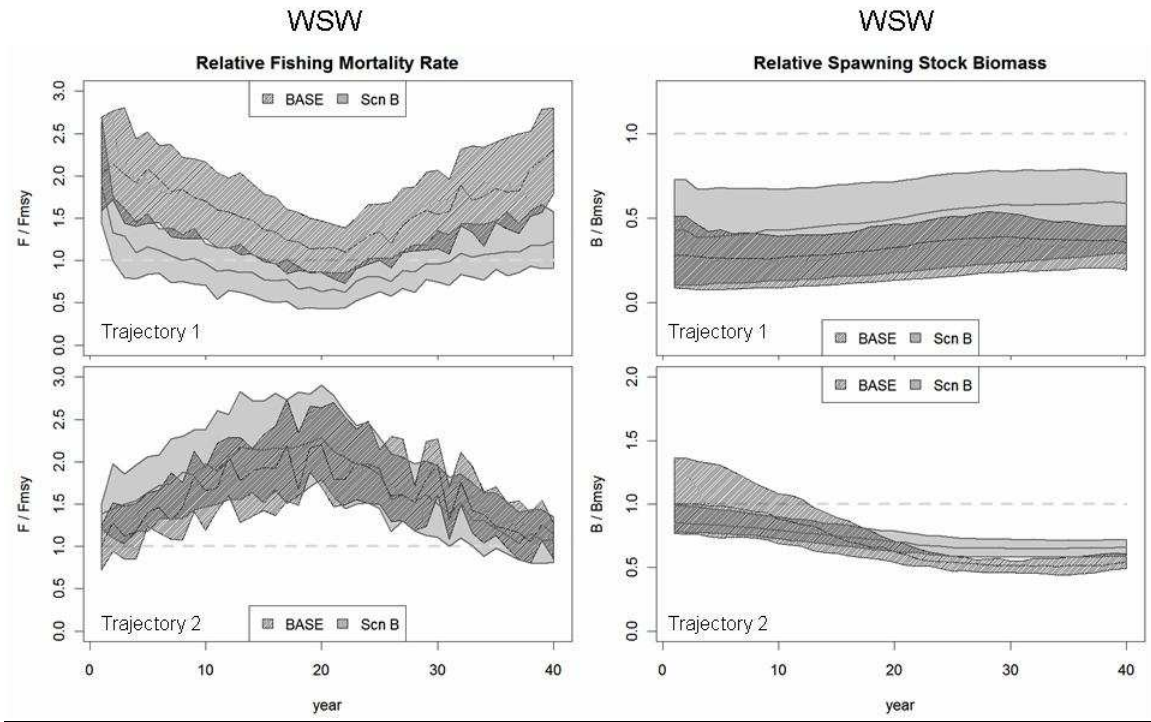 WSW
WSW
Relative Fishing Mortality Rate
Relative Spawning Stock Biomass
BASE Scn B
F / Fmsy
0.0 0.5 1.0 1.5 2.0 2.5 3.0
Trajectory 1
B / Bmsy
0.0 0.5 1.0
Trajectory 1
BASE Scn B
F / Fmsy
0.0 0.5 1.0 1.5 2.0 2.5 3.0
Trajectory 2
BASE Scn B
0 10 20 30 40
year
BASE Scn B
B / Bmsy
0.0 0.5 1.0 1.5 2.0
Trajectory 2
0 10 20 30 40
year